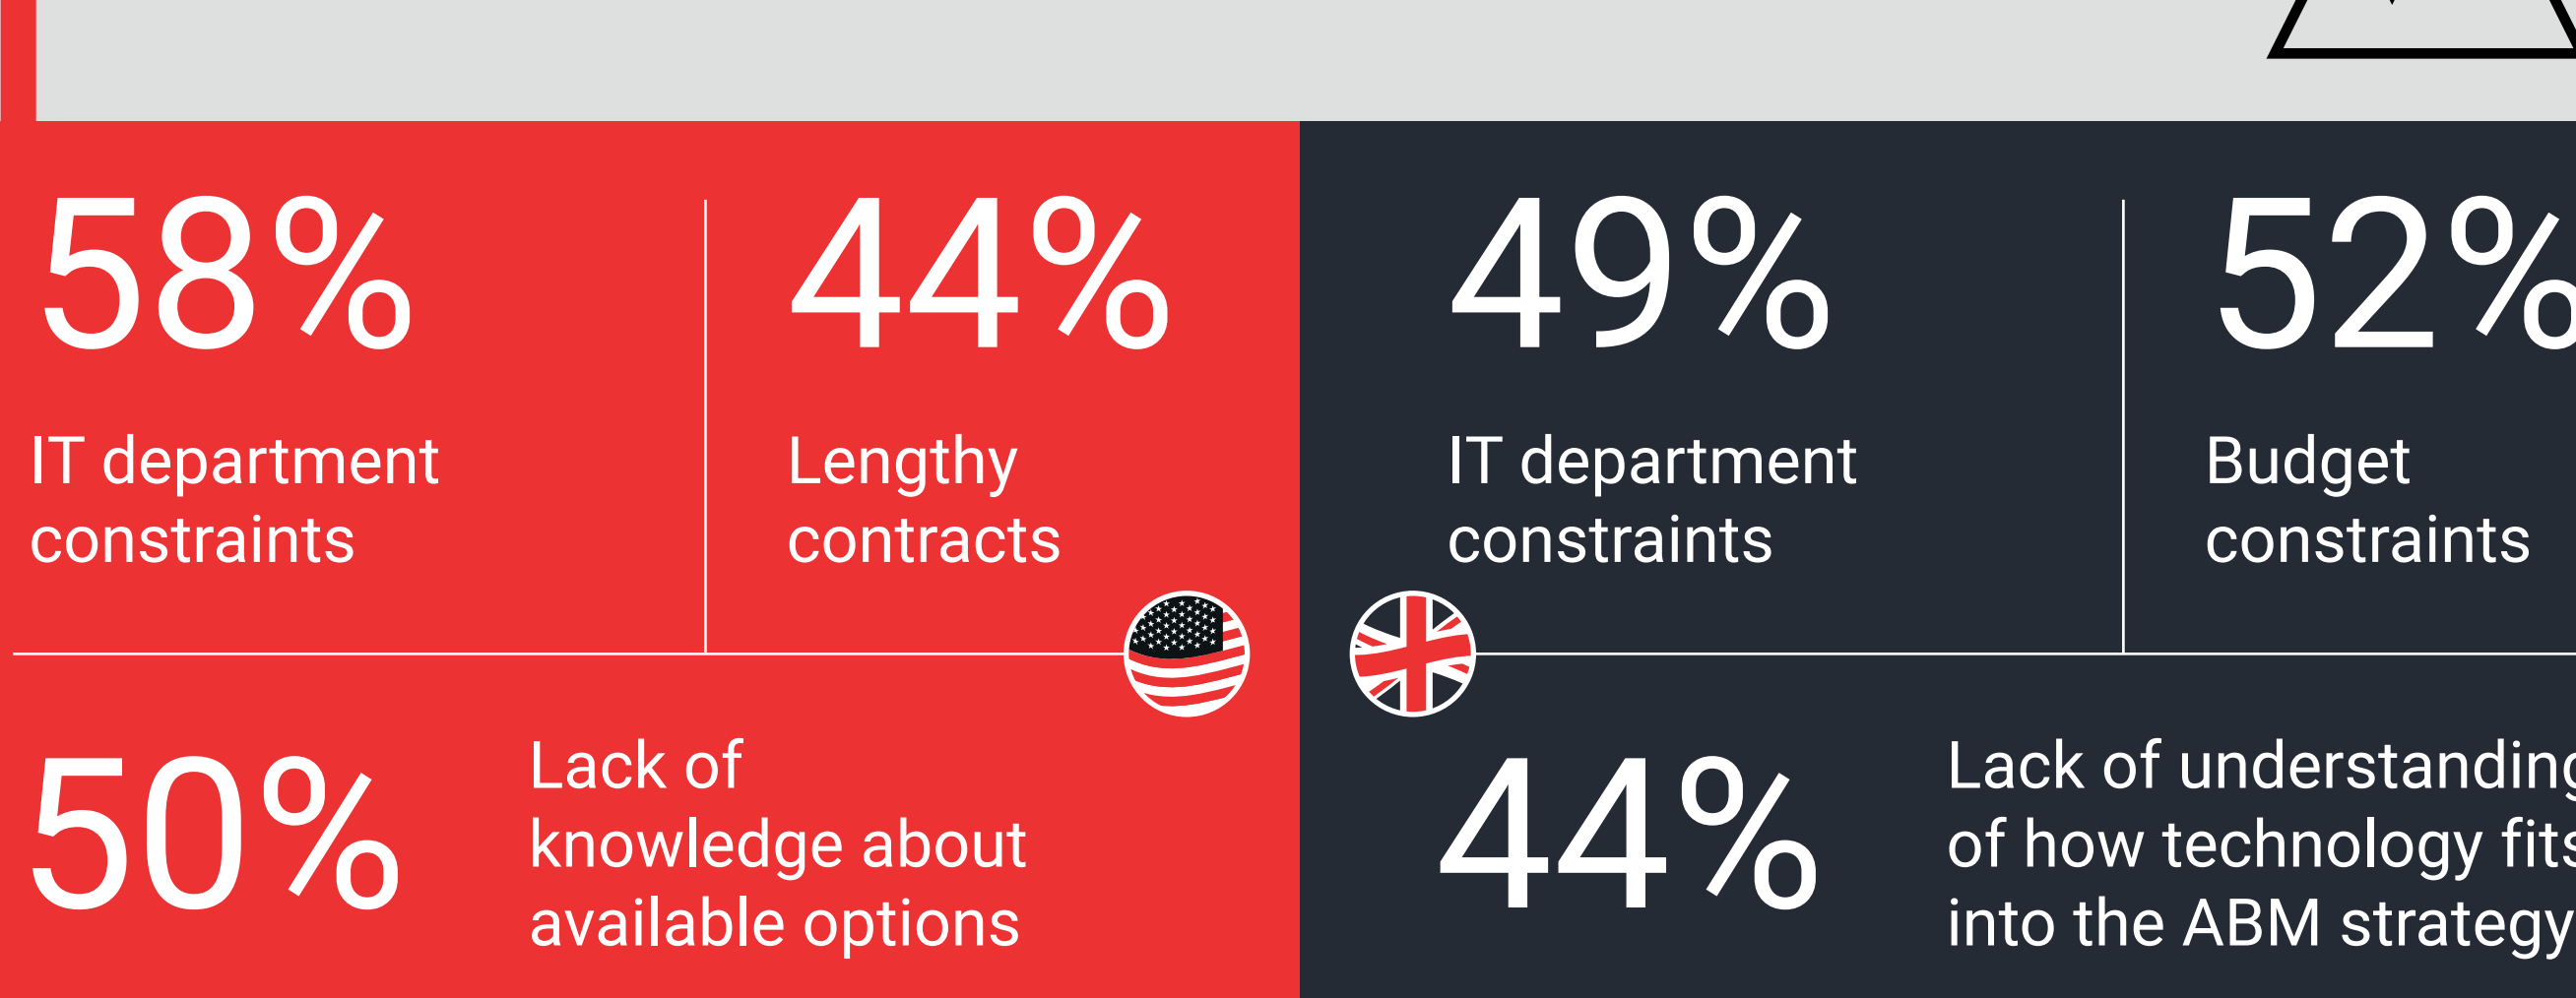 58%
IT department
constraints
44%
Lengthy
contracts
50%
Lack of
knowledge about
available options
49%
IT department
constraints
52%
Budget
constraints
44%
Lack of understanding
of how technology fits
into the ABM strategy